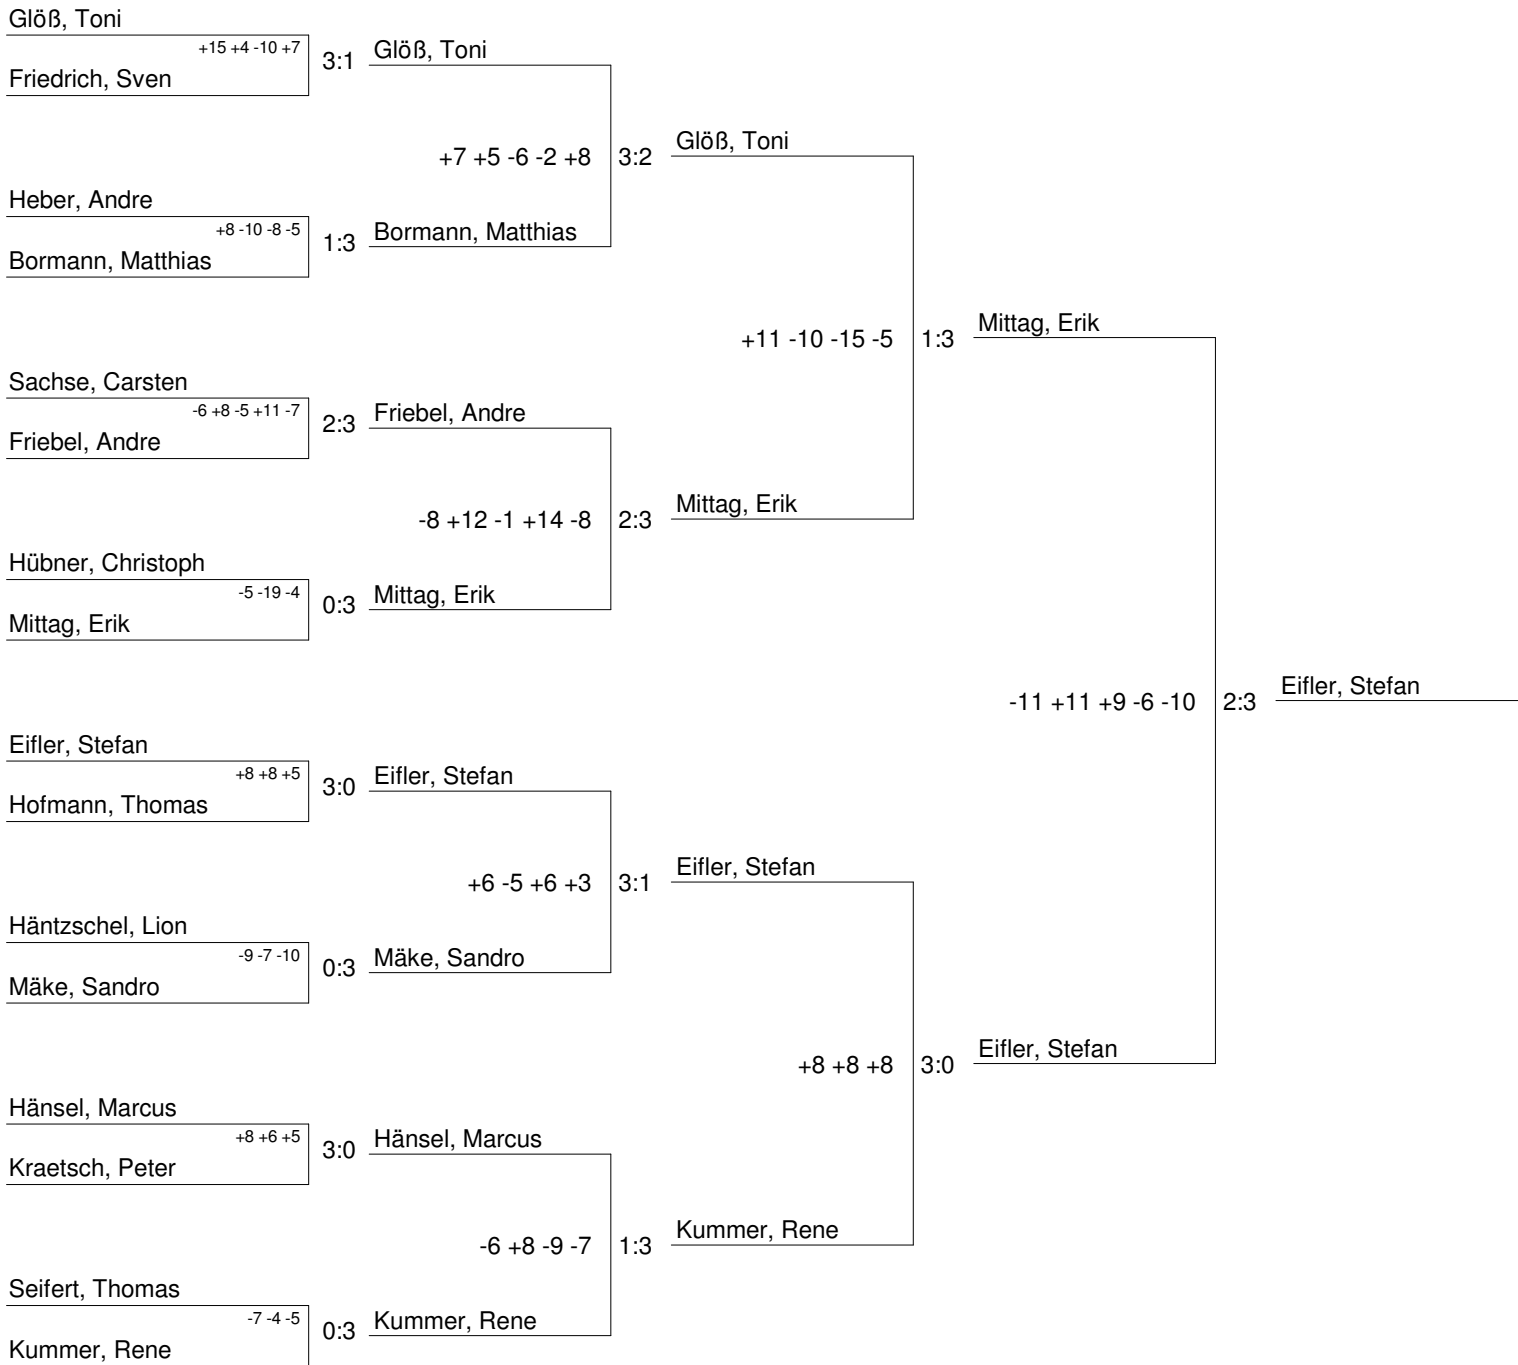 Glöß, Toni
+15 +4 -10 +7
Friedrich, Sven
3:1
Glöß, Toni
+7 +5 -6 -2 +8
3:2
Glöß, Toni
Heber, Andre
+8 -10 -8 -5
Bormann, Matthias
1:3
Bormann, Matthias
+11 -10 -15 -5
1:3
Mittag, Erik
Sachse, Carsten
-6 +8 -5 +11 -7
Friebel, Andre
2:3
Friebel, Andre
-8 +12 -1 +14 -8
2:3
Mittag, Erik
Hübner, Christoph
-5 -19 -4
Mittag, Erik
0:3
Mittag, Erik
-11 +11 +9 -6 -10
2:3
Eifler, Stefan
Eifler, Stefan
+8 +8 +5
Hofmann, Thomas
3:0
Eifler, Stefan
+6 -5 +6 +3
3:1
Eifler, Stefan
Häntzschel, Lion
-9 -7 -10
Mäke, Sandro
0:3
Mäke, Sandro
+8 +8 +8
3:0
Eifler, Stefan
Hänsel, Marcus
+8 +6 +5
Kraetsch, Peter
3:0
Hänsel, Marcus
-6 +8 -9 -7
1:3
Kummer, Rene
Seifert, Thomas
-7 -4 -5
Kummer, Rene
0:3
Kummer, Rene